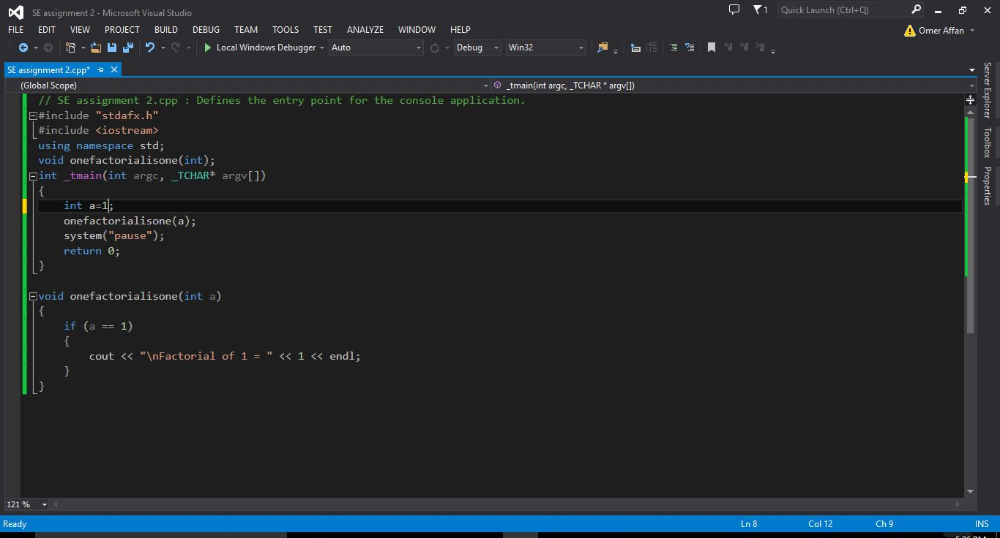 SE assignment 2 - Microsoft Visual Studio
1
Quick Launch (Ctrl+Q)
FILE EDIT VIEW PROJECT BUILD DEBUG TEAM TOOLS TEST ANALYZE WINDOW HELP
Omer Affan
Local Windows Debugger Auto Debug Win32
SE assignment 2.cpp*
(Global Scope)
_tmain(int argc, _TCHAR * argv[])
// SE assignment 2.cpp : Defines the entry point for the console application.
#include "stdafx.h"
#include <iostream>
using namespace std;
void onefactorialisone(int);
int _tmain(int argc, _TCHAR* argv[])
{
    int a=1;
    onefactorialisone(a);
    system("pause");
    return 0;
}
void onefactorialisone(int a)
{
    if (a == 1)
    {
        cout << "\nFactorial of 1 = " << 1 << endl;
    }
}
Server Explorer
Toolbox
Properties
121 %
Ready
Ln 8
Col 12
Ch 9
INS